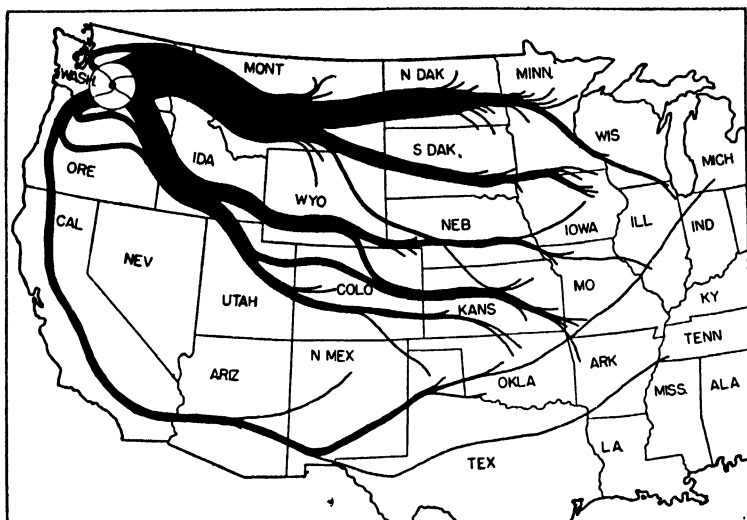 WASH.
MONT
N DAK
MINN.
ORE
IDA
S DAK.
WIS
MICH
WYO
CAL
NEV
NEB
IOWA
ILL
IND
UTAH
COLO
KANS
MO
KY
ARIZ
N MEX
OKLA
ARK
TENN
MISS.
ALA
TEX
LA